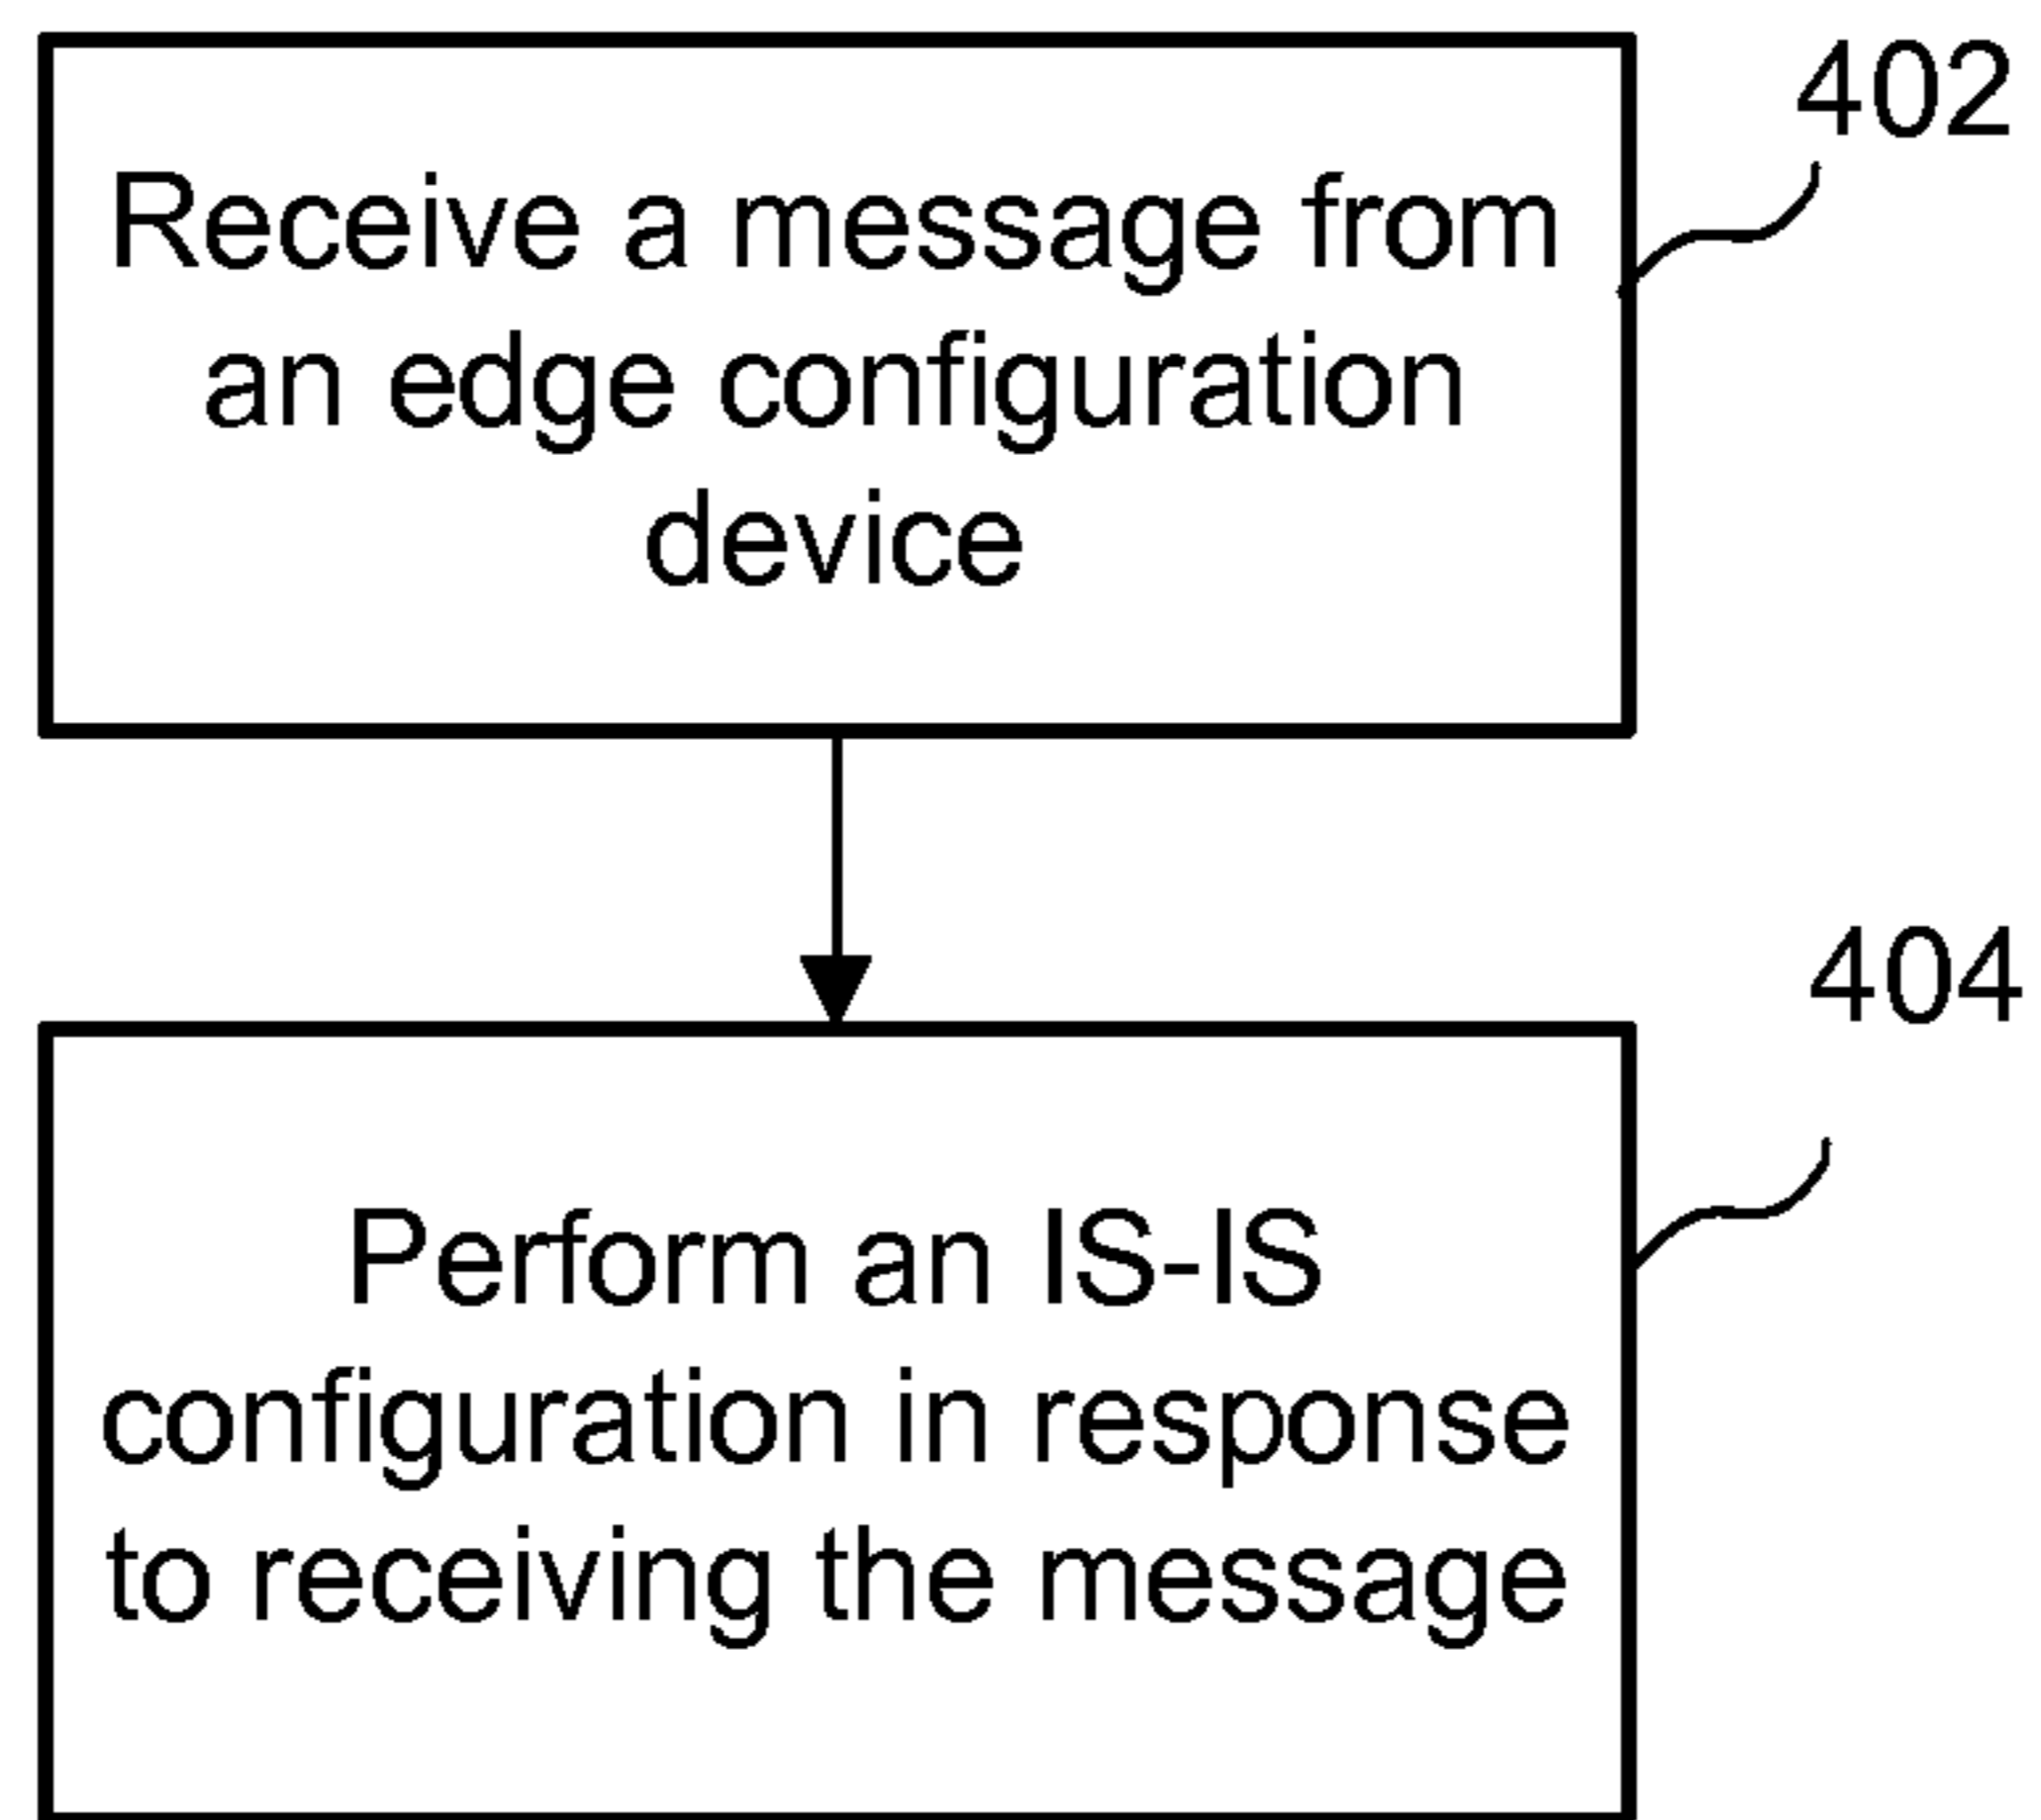 402
Receive a message from
an edge configuration
device
404
Perform an IS-IS
configuration in response
to receiving the message